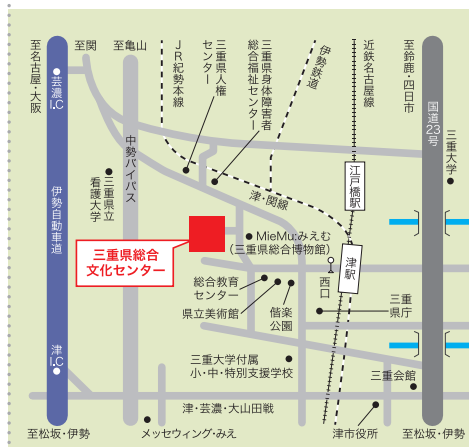 至名古屋・大阪
芸濃
I.C
伊勢自動車道
津
I.C
至松坂・伊勢
至関
至亀山
中勢バイパス
三重県立
看護大学
JR紀勢本線
三重県人権
センター
三重県身体障害者
総合福祉センター
伊勢鉄道
近鉄名古屋線
至鈴鹿・四日市
国道23号
三重大学
江戸橋駅
津・関線
三重県総合
文化センター
MieMu:みえむ
(三重県総合博物館)
津駅
西口
総合教育
センター
県立美術館
偕楽
公園
三重
県庁
三重大学付属
小・中・特別支援学校
三重会館
津・芸濃・大山田戦
メッセウィング・みえ
津市役所
至松坂・伊勢